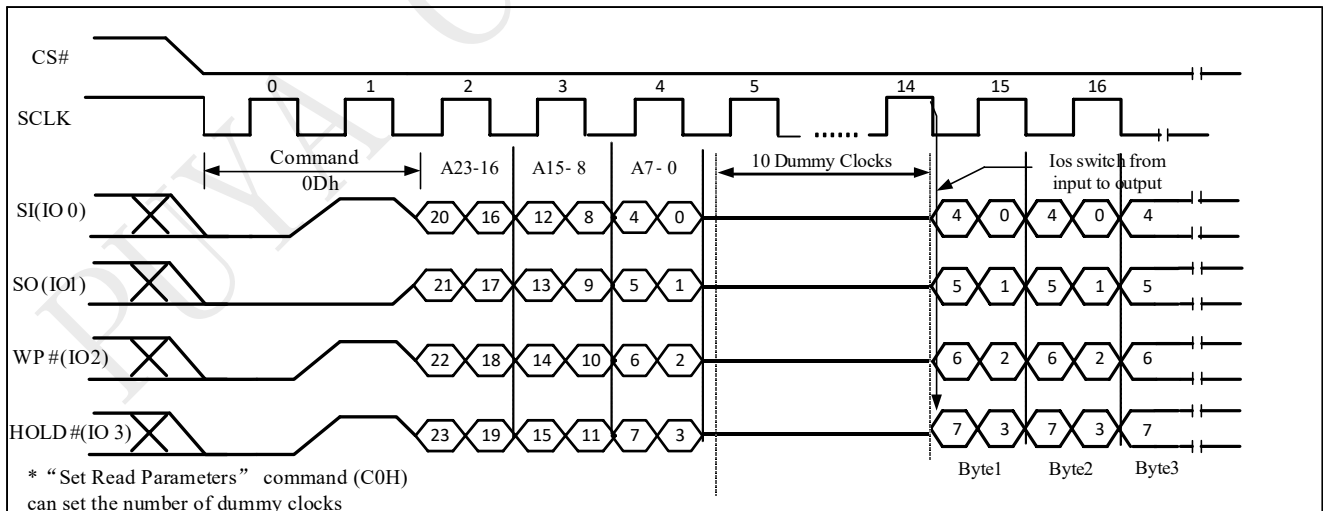 PUYA
CS#
0 1 2 3 4 5 14 15 16
SCLK
Command
0Dh
A23-16 A15- 8 A7- 0 10 Dummy Clocks
Ios switch from
input to output
SI(IO 0) 20 16 12 8 4 0 4 0 4 0 4
SO(IO1) 21 17 13 9 5 1 5 1 5 1 5
WP #(IO2) 22 18 14 10 6 2 6 2 6 2 6
HOLD #(IO 3) 23 19 15 11 7 3 7 3 7 3 7
Byte1 Byte2 Byte3
* “Set Read Parameters” command (C0H)
can set the number of dummy clocks